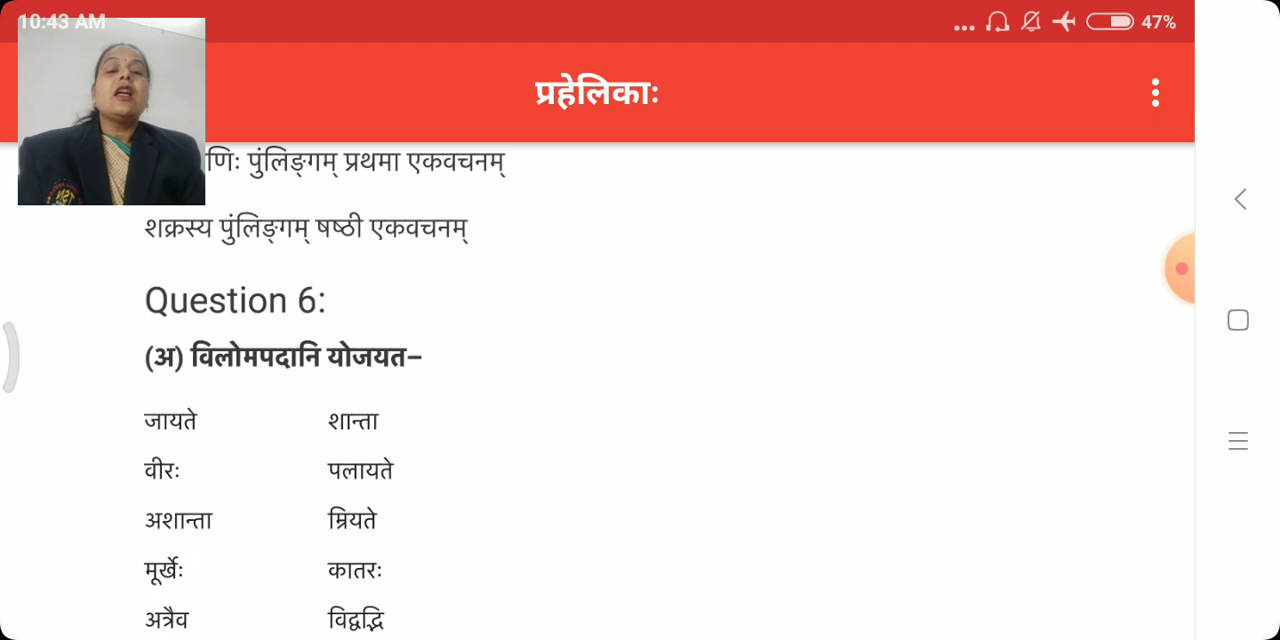 10:43 AM
... 47%
प्रहेलिकाः
णिः पुंलिङ्गम् प्रथमा एकवचनम्
शक्रस्य पुंलिङ्गम् षष्ठी एकवचनम्
Question 6:
(अ) विलोमपदानि योजयत–
जायते शान्ता
वीरः पलायते
अशान्ता म्रियते
मूर्खेः कातरः
अत्रैव विद्वद्भि